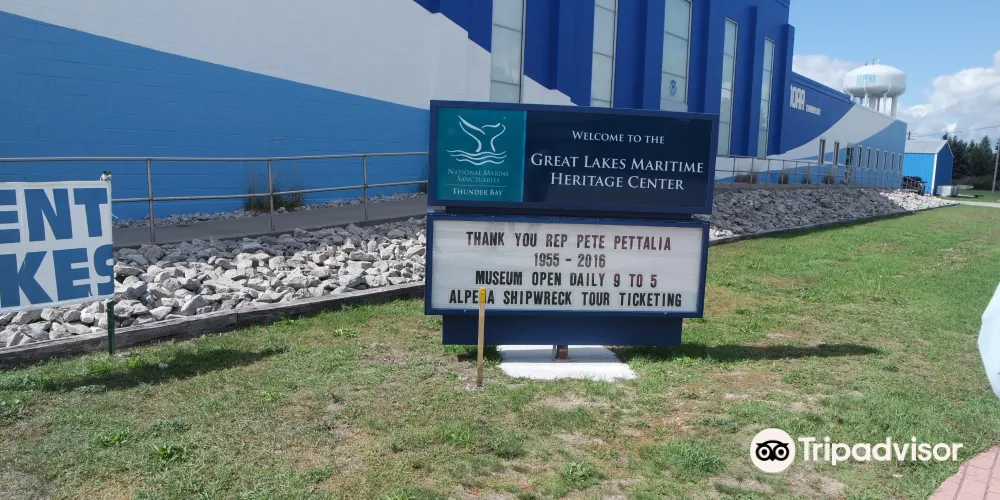 NATIONAL MARINE
SANCTUARIES
THUNDER BAY
WELCOME TO THE
GREAT LAKES MARITIME
HERITAGE CENTER
THANK YOU REP PETE PETTALIA
1955 - 2016
MUSEUM OPEN DAILY 9 TO 5
ALPENA SHIPWRECK TOUR TICKETING
ENT
KES
NOAA
Tripadvisor